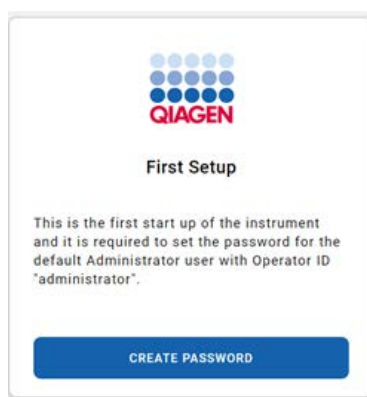 QIAGEN
First Setup
This is the first start up of the instrument
and it is required to set the password for the
default Administrator user with Operator ID
"administrator".
CREATE PASSWORD